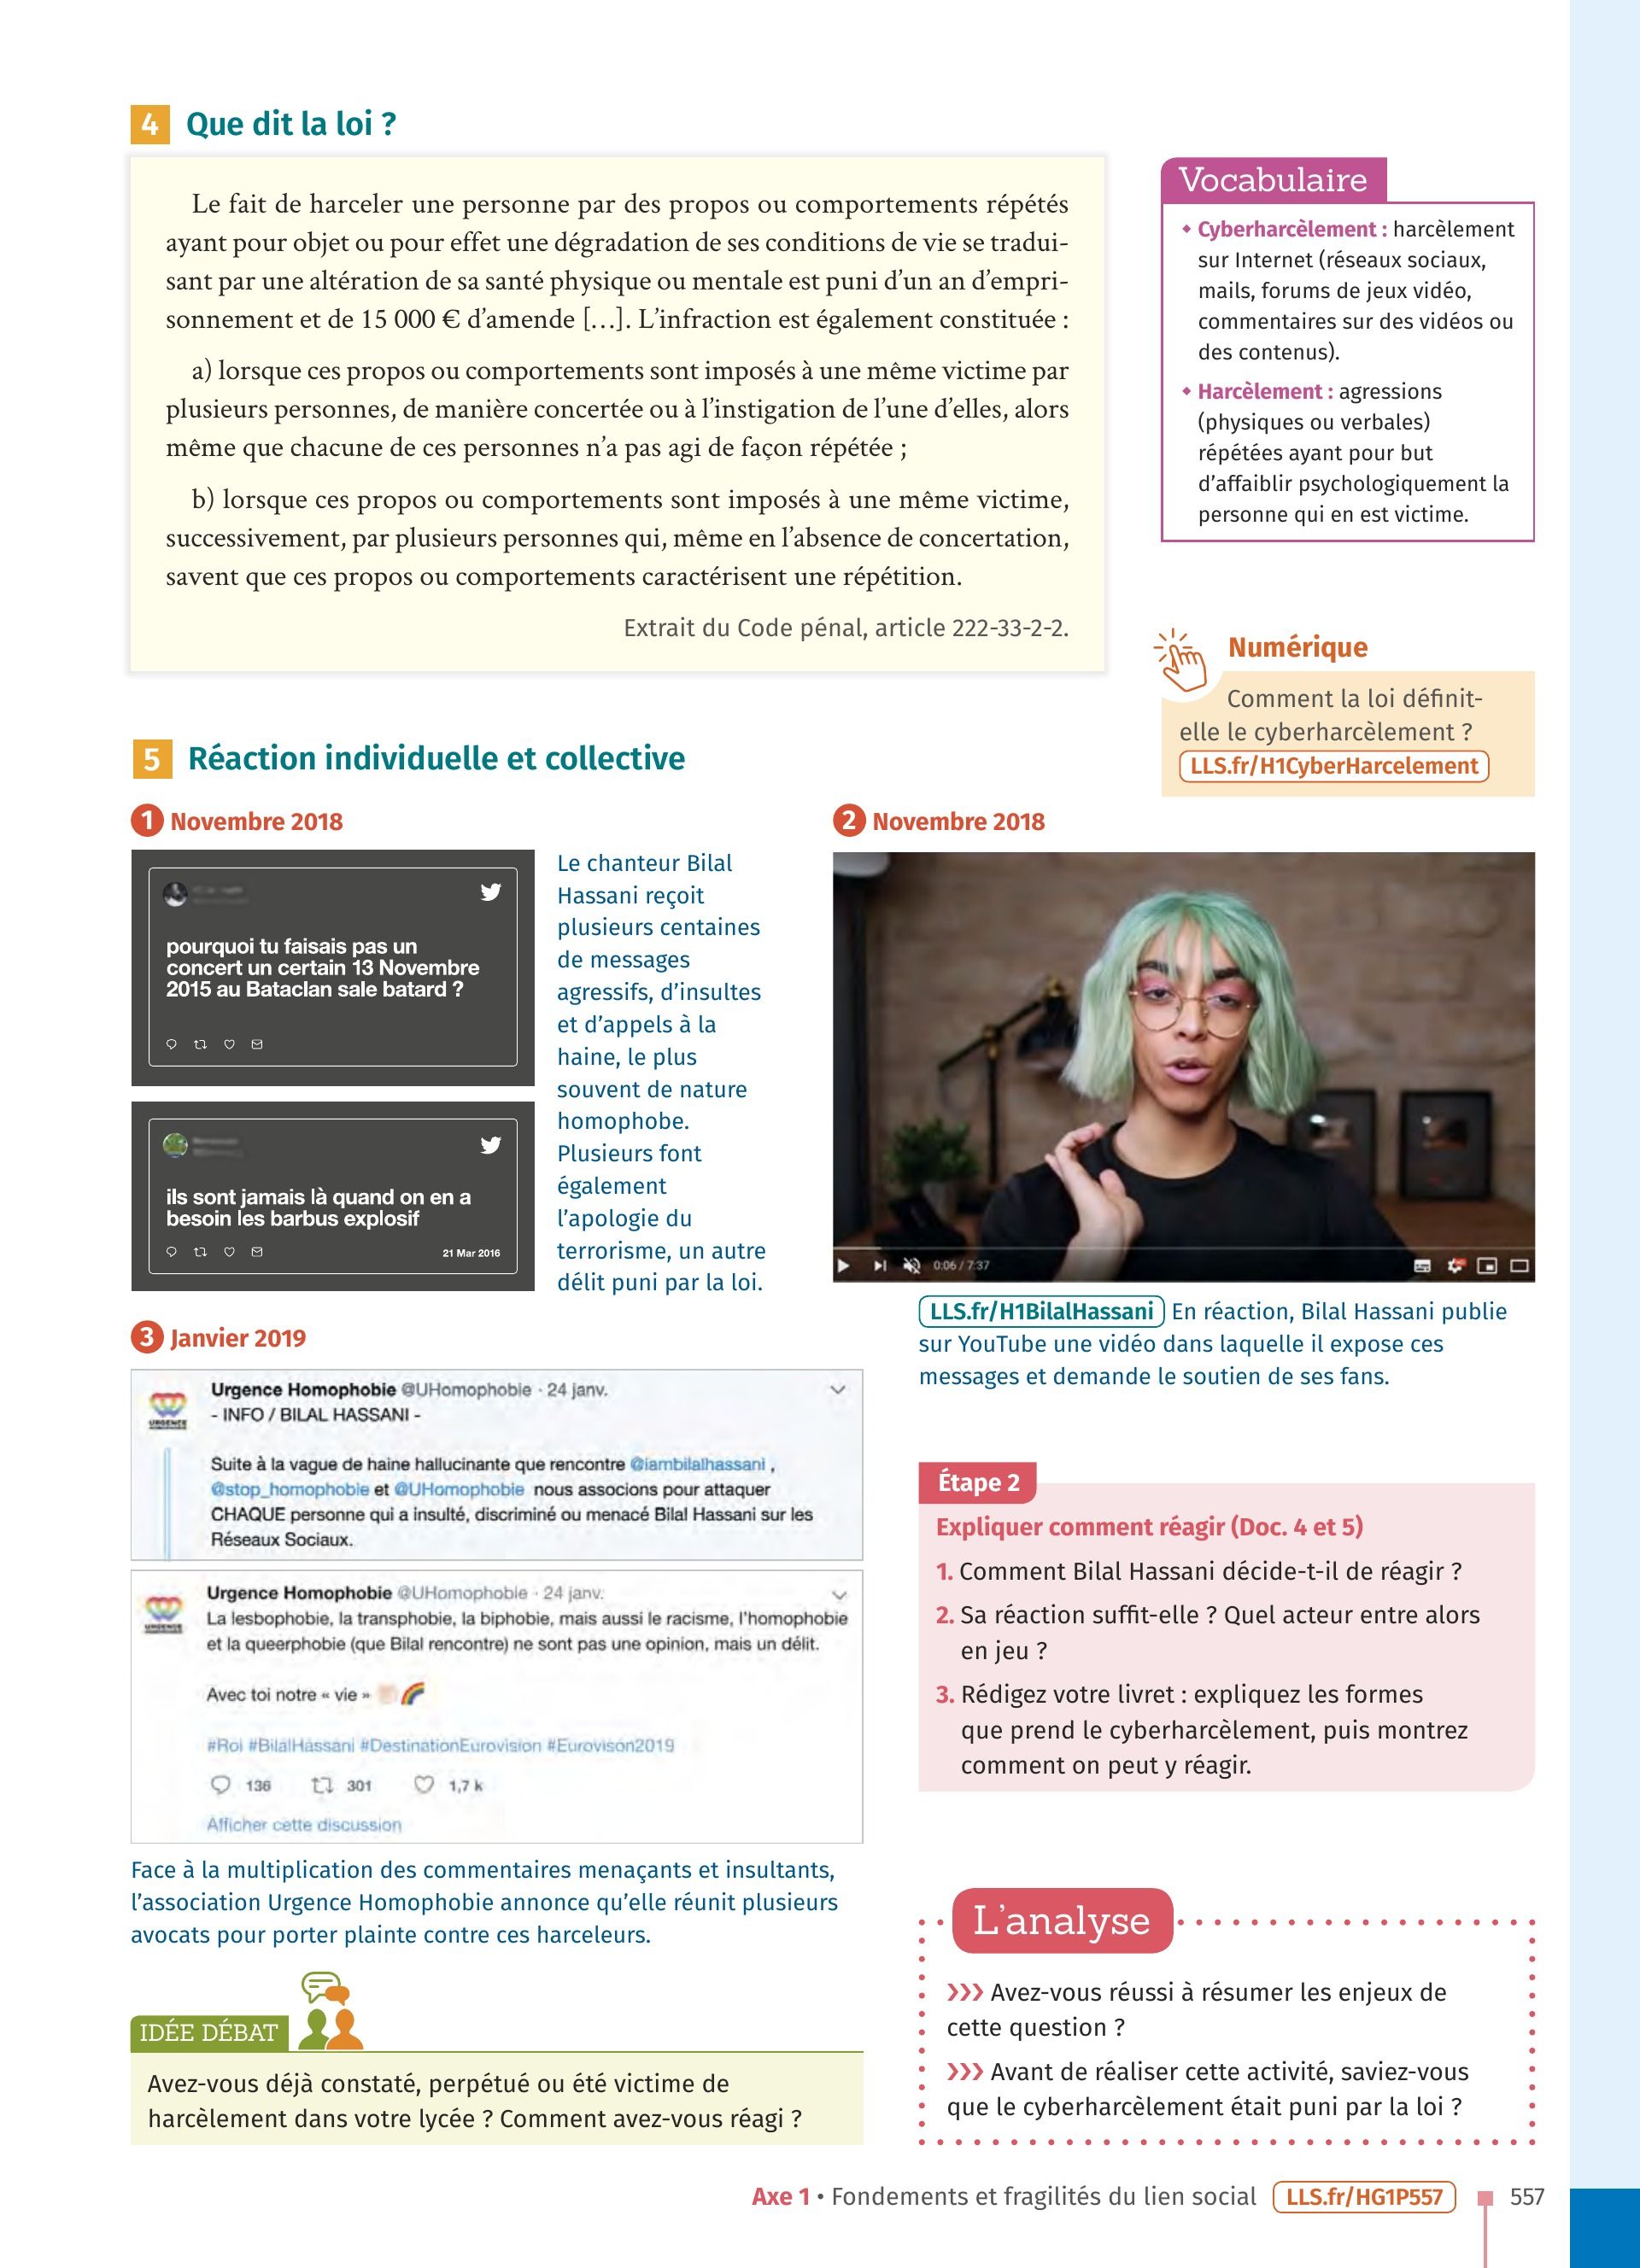 4 Que dit la loi ?
Le fait de harceler une personne par des propos ou comportements répétés
ayant pour objet ou pour effet une dégradation de ses conditions de vie se tradui-
sant par une altération de sa santé physique ou mentale est puni d’un an d’empri-
sonnement et de 15 000 € d’amende […]. L’infraction est également constituée :
a) lorsque ces propos ou comportements sont imposés à une même victime par
plusieurs personnes, de manière concertée ou à l’instigation de l’une d’elles, alors
même que chacune de ces personnes n’a pas agi de façon répétée ;
b) lorsque ces propos ou comportements sont imposés à une même victime,
successivement, par plusieurs personnes qui, même en l’absence de concertation,
savent que ces propos ou comportements caractérisent une répétition.
Extrait du Code pénal, article 222-33-2-2.
Vocabulaire
Cyberharcèlement : harcèlement
sur Internet (réseaux sociaux,
mails, forums de jeux vidéo,
commentaires sur des vidéos ou
des contenus).
Harcèlement : agressions
(physiques ou verbales)
répétées ayant pour but
d’affaiblir psychologiquement la
personne qui en est victime.
Numérique
Comment la loi définit-
elle le cyberharcèlement ?
LLS.fr/H1CyberHarcelement
5 Réaction individuelle et collective
1 Novembre 2018
pourquoi tu faisais pas un
concert un certain 13 Novembre
2015 au Bataclan sale batard ?
ils sont jamais là quand on en a
besoin les barbus explosif
21 Mar 2016
Le chanteur Bilal
Hassani reçoit
plusieurs centaines
de messages
agressifs, d’insultes
et d’appels à la
haine, le plus
souvent de nature
homophobe.
Plusieurs font
également
l’apologie du
terrorisme, un autre
délit puni par la loi.
2 Novembre 2018
0:06 / 7:37
LLS.fr/H1BilalHassani En réaction, Bilal Hassani publie
sur YouTube une vidéo dans laquelle il expose ces
messages et demande le soutien de ses fans.
3 Janvier 2019
URGENCE
Urgence Homophobie @UHomophobie · 24 janv.
- INFO / BILAL HASSANI -
Suite à la vague de haine hallucinante que rencontre @iambilalhassani ,
@stop_homophobie et @UHomophobie nous associons pour attaquer
CHAQUE personne qui a insulté, discriminé ou menacé Bilal Hassani sur les
Réseaux Sociaux.
URGENCE
Urgence Homophobie @UHomophobie · 24 janv.
La lesbophobie, la transphobie, la biphobie, mais aussi le racisme, l’homophobie
et la queerphobie (que Bilal rencontre) ne sont pas une opinion, mais un délit.
Avec toi notre « vie »
#Roi #BilalHassani #DestinationEurovision #Eurovison2019
136 301 1,7 k
Afficher cette discussion
Face à la multiplication des commentaires menaçants et insultants,
l’association Urgence Homophobie annonce qu’elle réunit plusieurs
avocats pour porter plainte contre ces harceleurs.
IDÉE DÉBAT
Avez-vous déjà constaté, perpétué ou été victime de
harcèlement dans votre lycée ? Comment avez-vous réagi ?
Étape 2
Expliquer comment réagir (Doc. 4 et 5)
1. Comment Bilal Hassani décide-t-il de réagir ?
2. Sa réaction suffit-elle ? Quel acteur entre alors
en jeu ?
3. Rédigez votre livret : expliquez les formes
que prend le cyberharcèlement, puis montrez
comment on peut y réagir.
L’analyse
Avez-vous réussi à résumer les enjeux de
cette question ?
Avant de réaliser cette activité, saviez-vous
que le cyberharcèlement était puni par la loi ?
Axe 1 • Fondements et fragilités du lien social LLS.fr/HG1P557 557